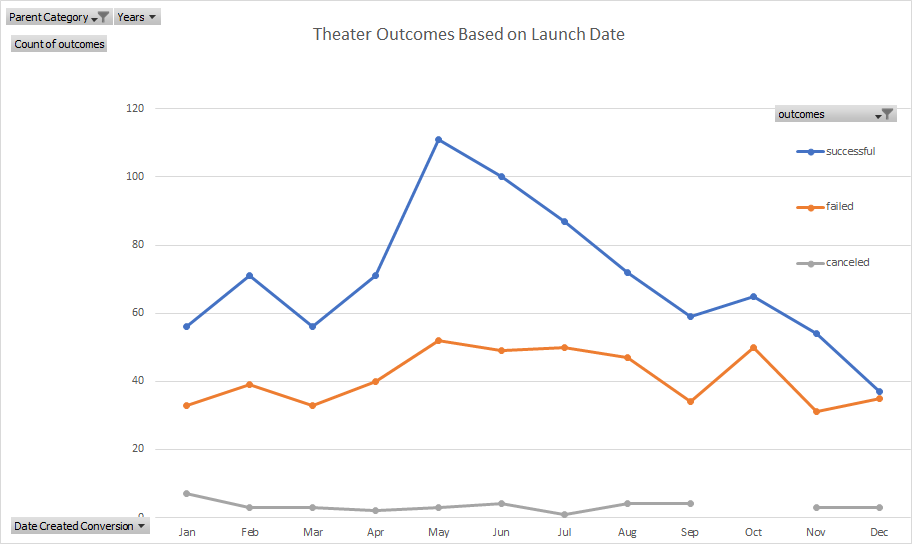 Parent Category Years
Count of outcomes
Theater Outcomes Based on Launch Date
120
100
80
60
40
20
outcomes
successful
failed
canceled
Date Created Conversion
Jan Feb Mar Apr May Jun Jul Aug Sep Oct Nov Dec